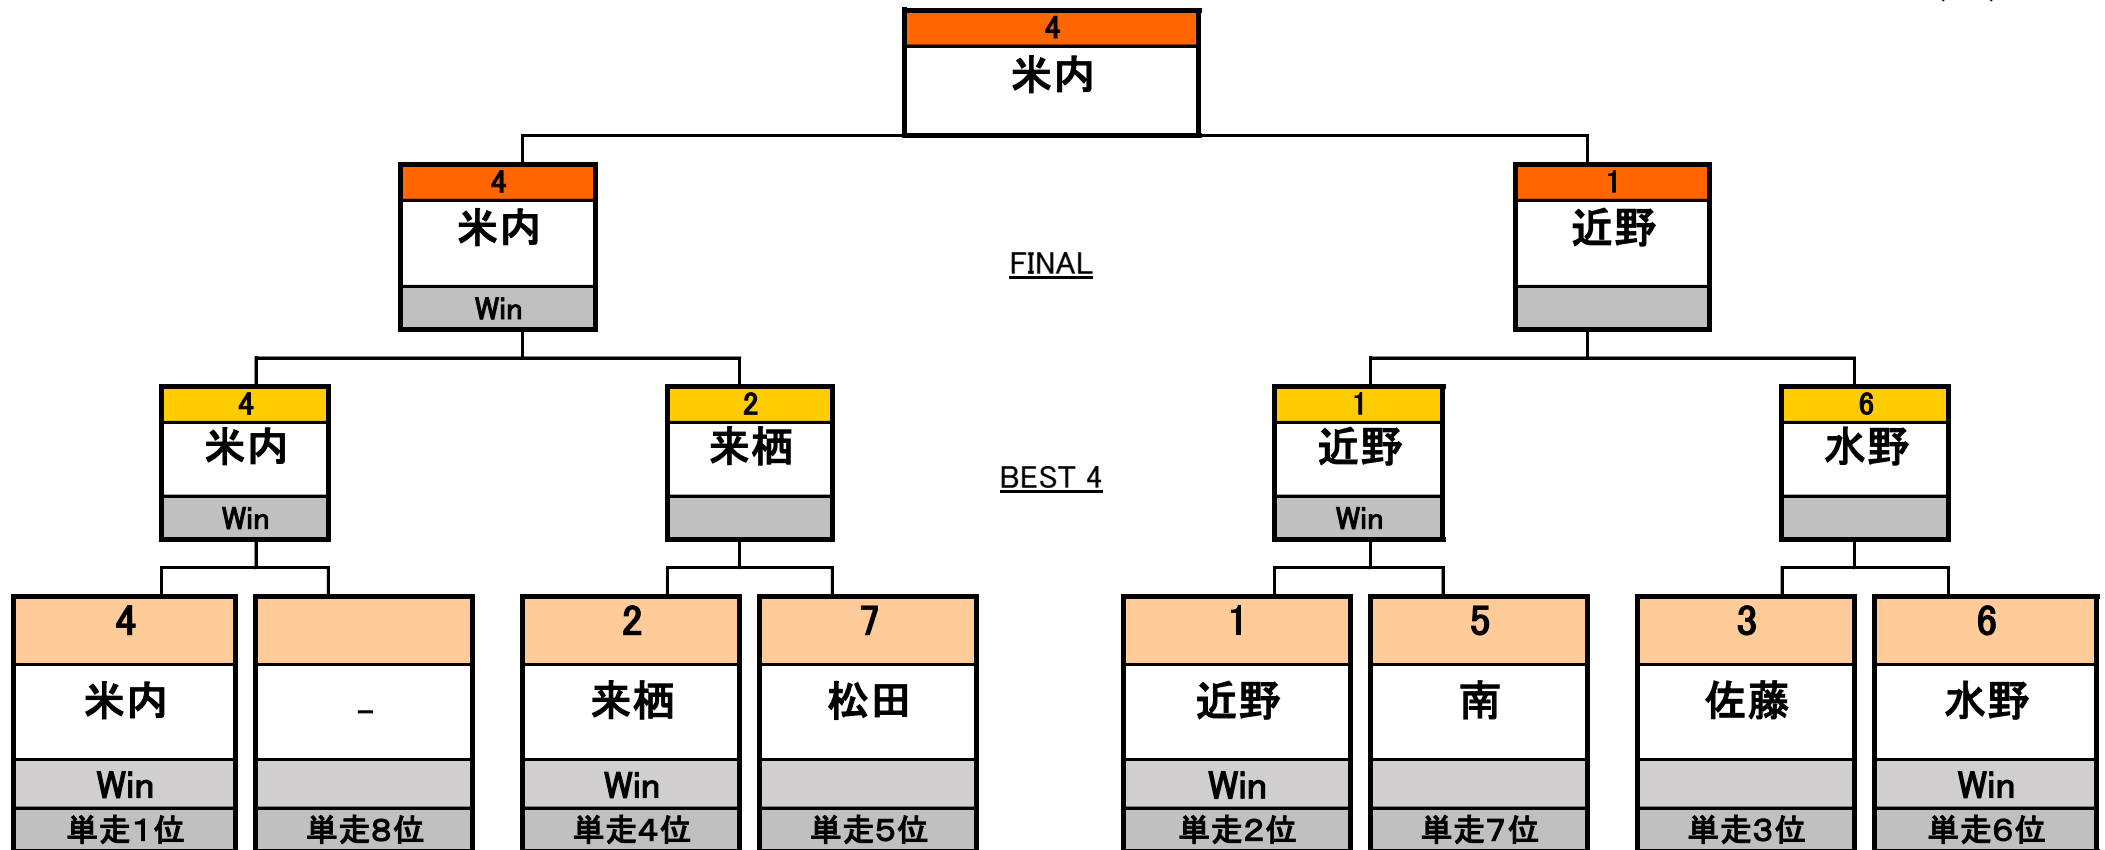 4
米内
4
米内
Win
FINAL
1
近野
4
米内
Win
2
来栖
BEST 4
1
近野
Win
6
水野
4
米内
Win
単走1位
-
単走8位
2
来栖
Win
単走4位
7
松田
単走5位
1
近野
Win
単走2位
5
南
単走7位
3
佐藤
単走3位
6
水野
Win
単走6位